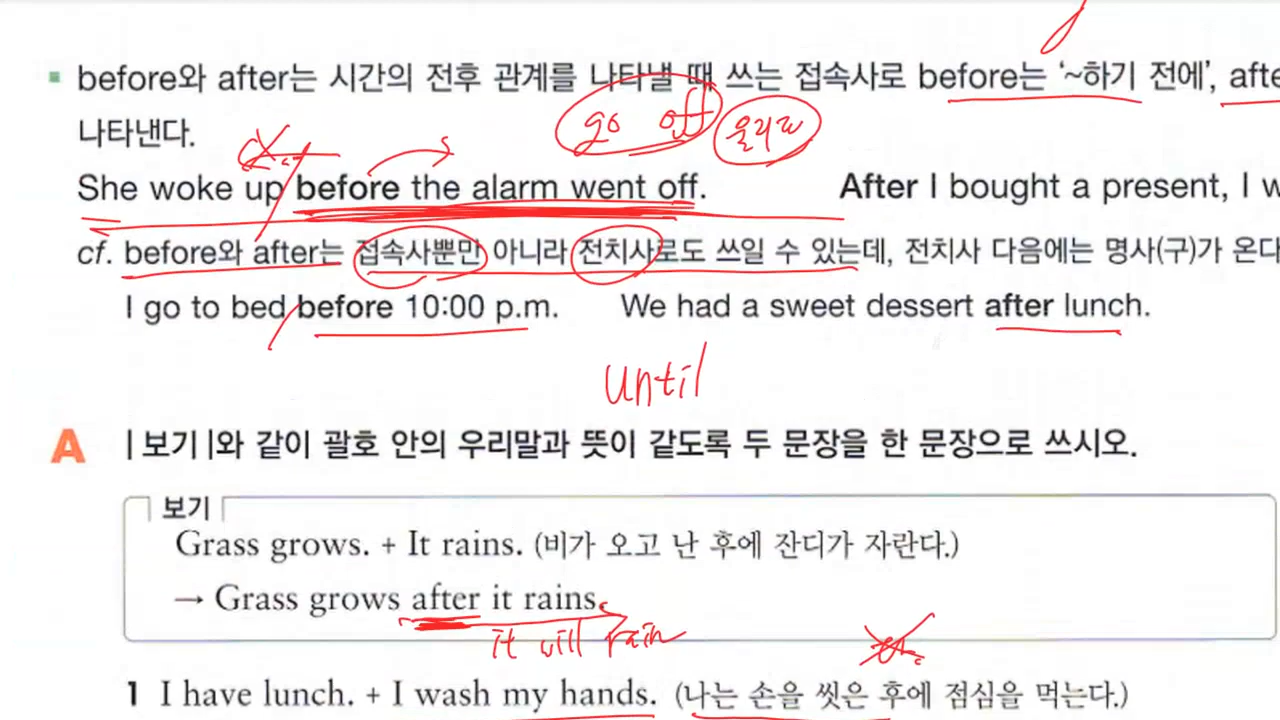 before와 after는 시간의 전후 관계를 나타낼 때 쓰는 접속사로 before는 '~하기 전에', afte
나타낸다.
go off 울리다
She woke up before the alarm went off. After I bought a present, I w
cf. before와 after는 접속사뿐만 아니라 전치사로도 쓰일 수 있는데, 전치사 다음에는 명사(구)가 온다
I go to bed before 10:00 p.m. We had a sweet dessert after lunch.
until
A |보기|와 같이 괄호 안의 우리말과 뜻이 같도록 두 문장을 한 문장으로 쓰시오.
보기
Grass grows. + It rains. (비가 오고 난 후에 잔디가 자란다.)
→ Grass grows after it rains.
it will rain
1 I have lunch. + I wash my hands. (나는 손을 씻은 후에 점심을 먹는다.)